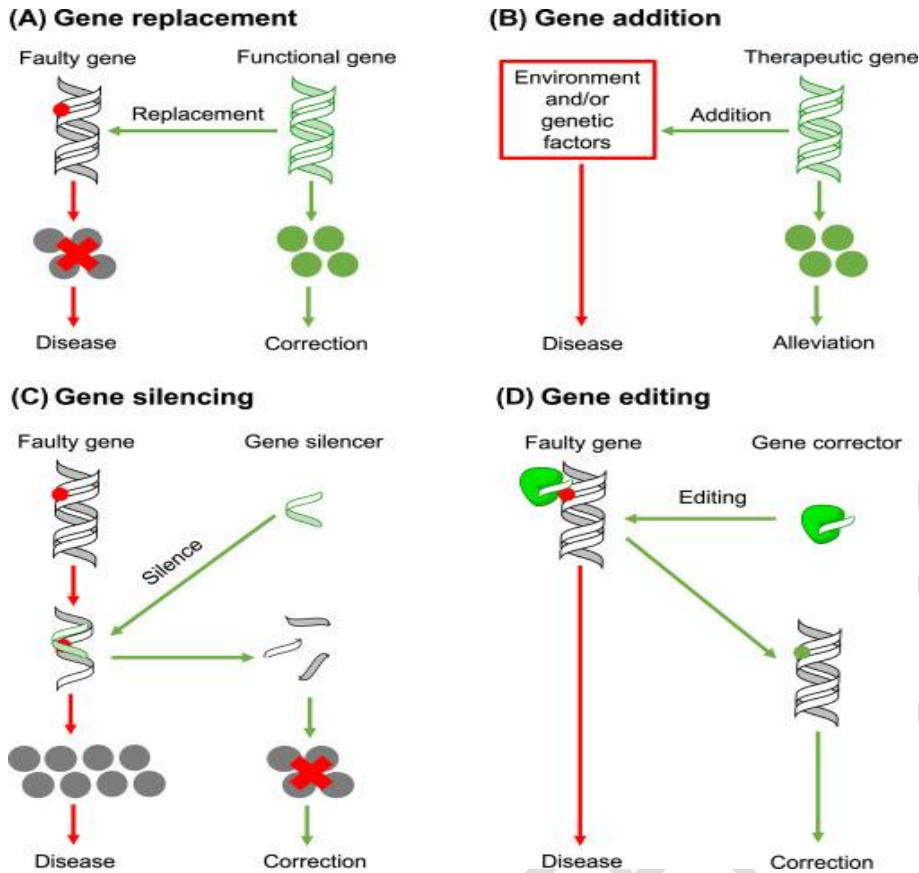 (A) Gene replacement
Faulty gene
Functional gene
Replacement
Disease
Correction
(B) Gene addition
Environment
and/or
genetic
factors
Therapeutic gene
Addition
Disease
Alleviation
(C) Gene silencing
Faulty gene
Gene silencer
Silence
Disease
Correction
(D) Gene editing
Faulty gene
Gene corrector
Editing
Disease
Correction